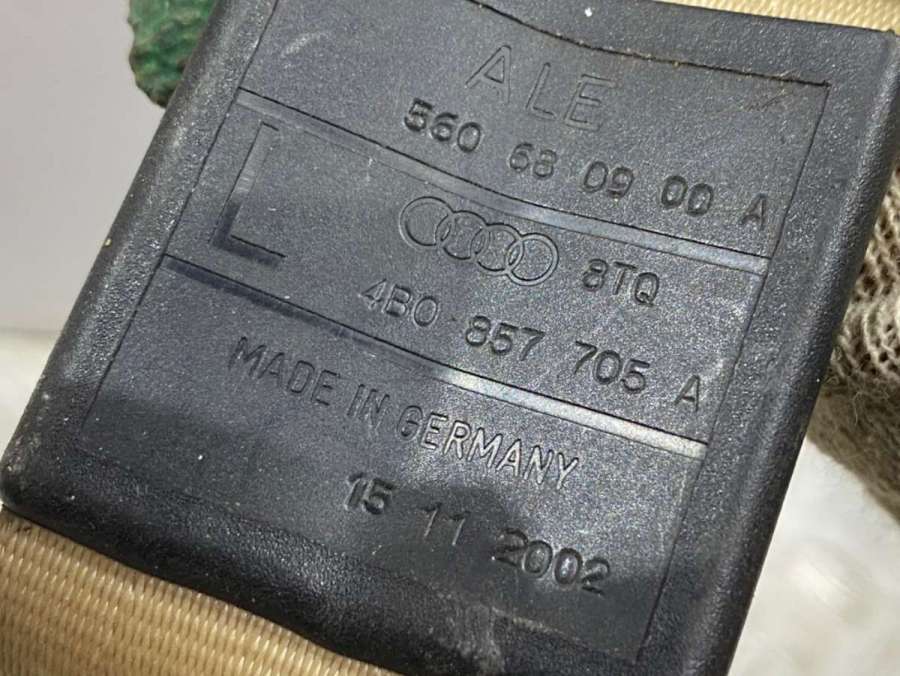 ALE
560 68 09 00 A
L
8TQ
4B0 857 705 A
MADE IN GERMANY
15 11 2002